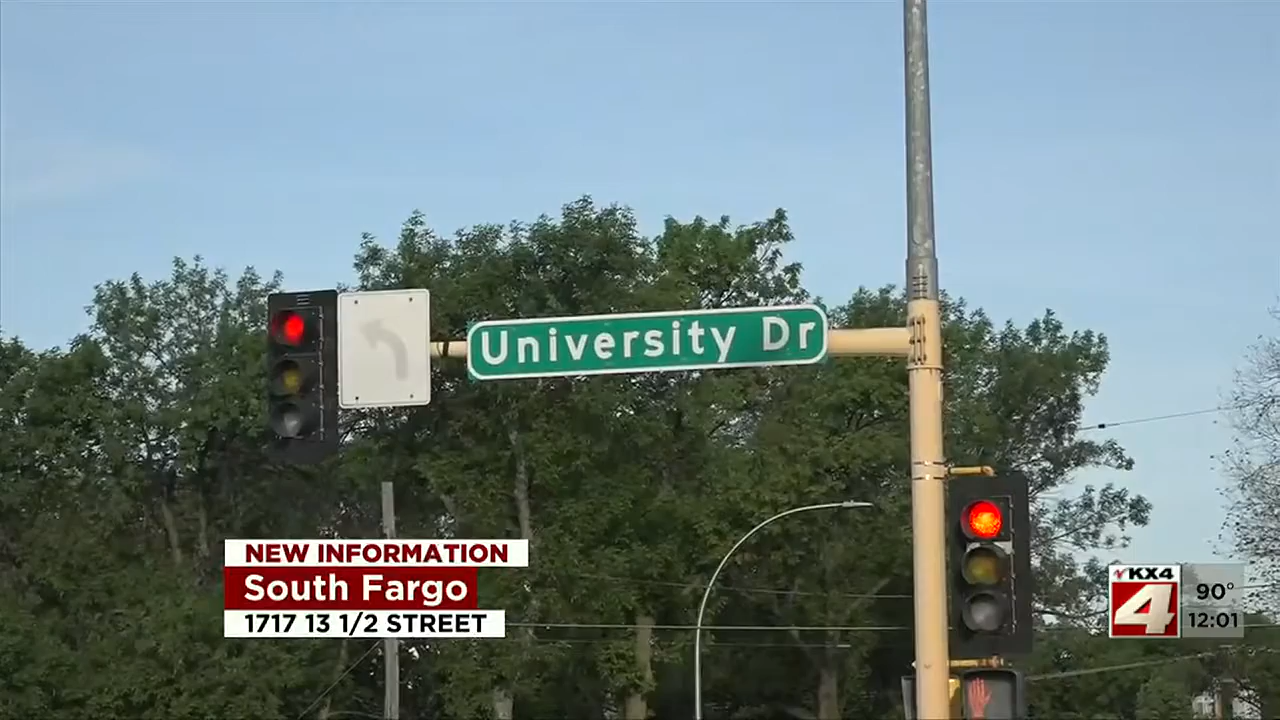 University Dr
NEW INFORMATION
South Fargo
1717 13 1/2 STREET
KX4
4
90°
12:01